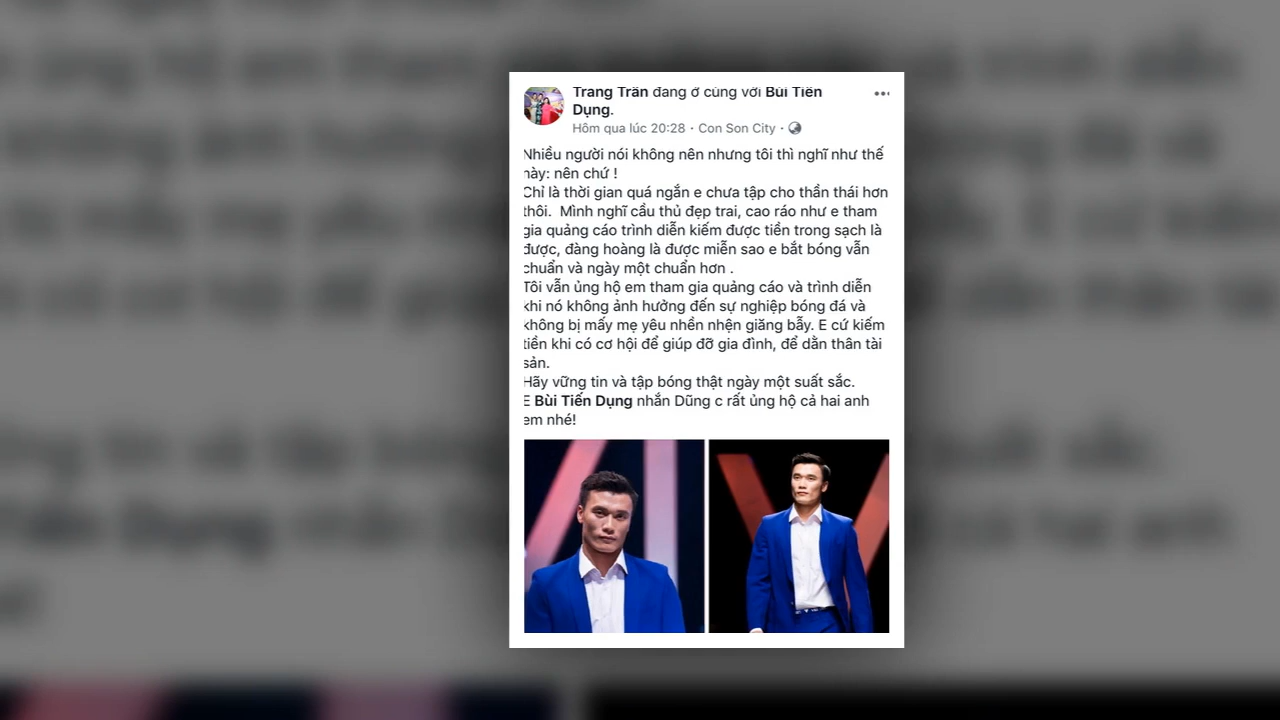 Trang Trần đang ở cùng với Bùi Tiến
Dụng.
Hôm qua lúc 20:28 · Con Son City ·
Nhiều người nói không nên nhưng tôi thì nghĩ như thế
này: nên chứ !
Chỉ là thời gian quá ngắn e chưa tập cho thần thái hơn
thôi.  Mình nghĩ cầu thủ đẹp trai, cao ráo như e tham
gia quảng cáo trình diễn kiếm được tiền trong sạch là
được, đàng hoàng là được miễn sao e bắt bóng vẫn
chuẩn và ngày một chuẩn hơn .
Tôi vẫn ủng hộ em tham gia quảng cáo và trình diễn
khi nó không ảnh hưởng đến sự nghiệp bóng đá và
không bị mấy mẹ yêu nhền nhện giăng bẫy. E cứ kiếm
tiền khi có cơ hội để giúp đỡ gia đình, để dằn thân tài
sản.
Hãy vững tin và tập bóng thật ngày một suất sắc.
E Bùi Tiến Dụng nhắn Dũng c rất ủng hộ cả hai anh
em nhé!